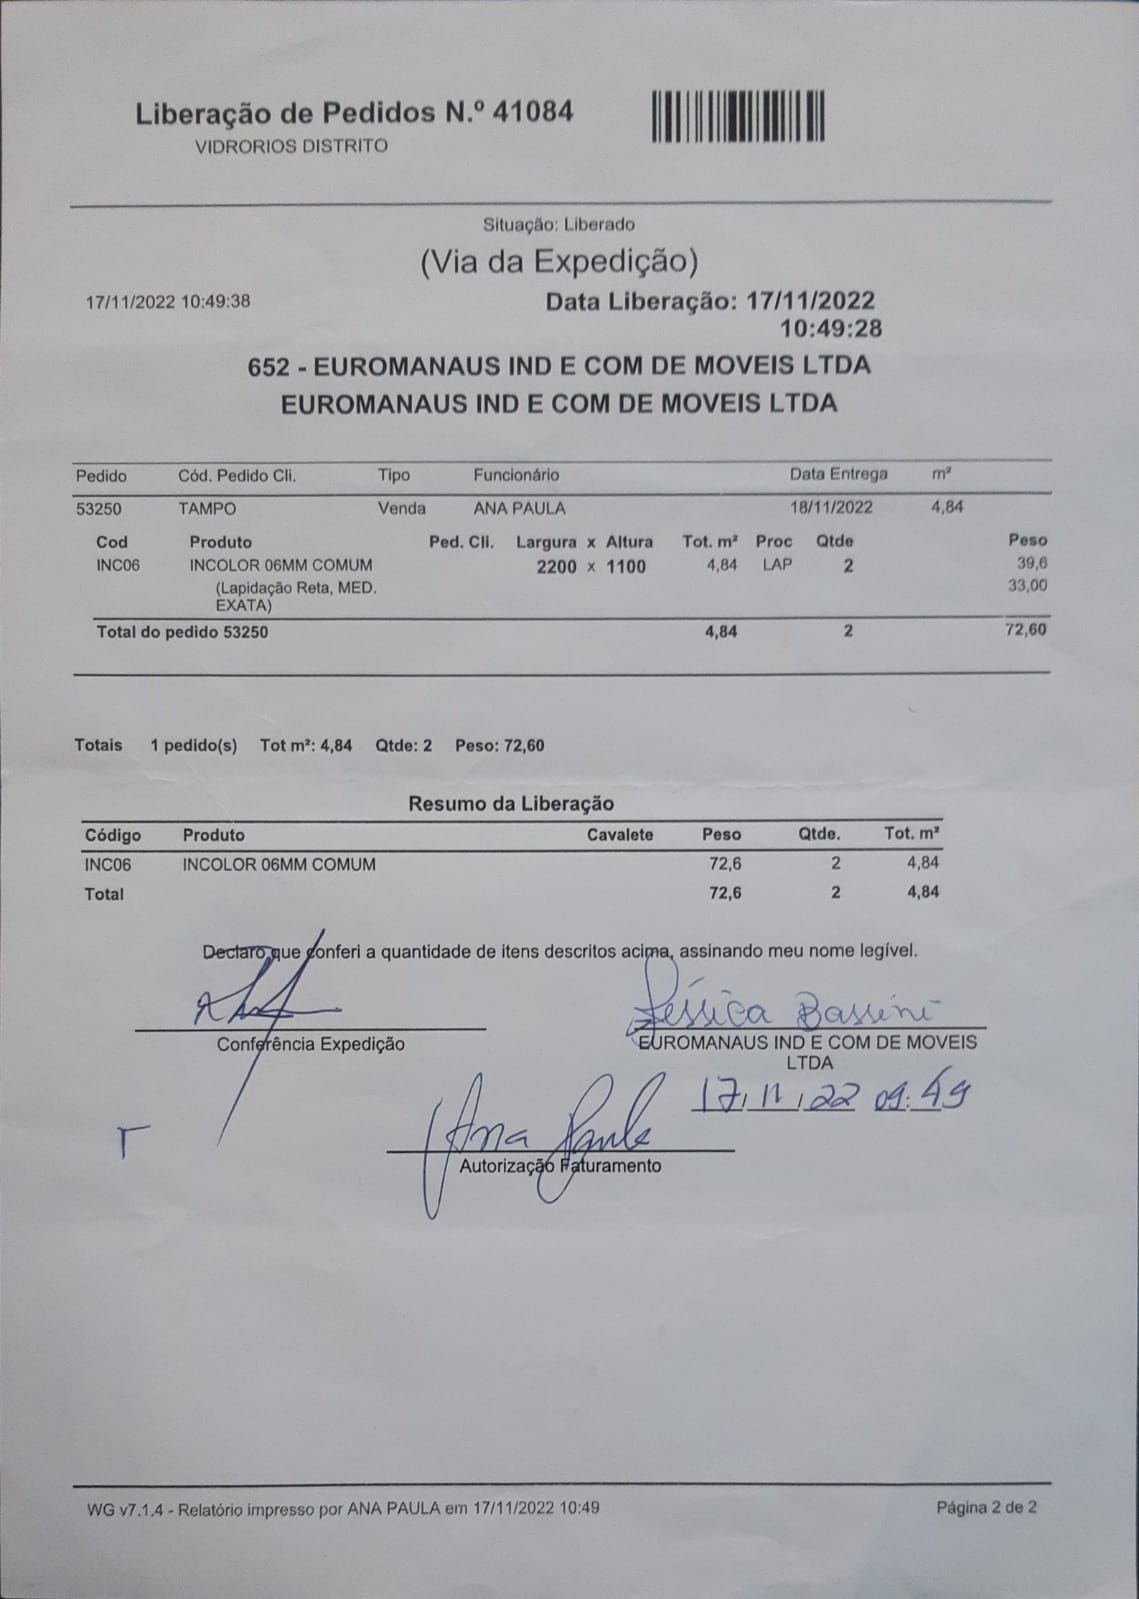 Liberação de Pedidos N.º 41084
VIDRORIOS DISTRITO
Situação: Liberado
(Via da Expedição)
17/11/2022 10:49:38
Data Liberação: 17/11/2022
10:49:28
652 - EUROMANAUS IND E COM DE MOVEIS LTDA
EUROMANAUS IND E COM DE MOVEIS LTDA
Pedido Cód. Pedido Cli. Tipo Funcionário Data Entrega m²
53250 TAMPO Venda ANA PAULA 18/11/2022 4,84
Cod Produto Ped. Cli. Largura x Altura Tot. m² Proc Qtde Peso
INC06 INCOLOR 06MM COMUM 2200 x 1100 4,84 LAP 2 39,6
(Lapidação Reta, MED. 33,00
EXATA)
Total do pedido 53250 4,84 2 72,60
Totais 1 pedido(s) Tot m²: 4,84 Qtde: 2 Peso: 72,60
Resumo da Liberação
Código Produto Cavalete Peso Qtde. Tot. m²
INC06 INCOLOR 06MM COMUM 72,6 2 4,84
Total 72,6 2 4,84
Declaro que conferi a quantidade de itens descritos acima, assinando meu nome legível.
Jéssica Bassini
Conferência Expedição
EUROMANAUS IND E COM DE MOVEIS
LTDA
17/11/22 09:49
Ana Paula
Autorização Faturamento
WG v7.1.4 - Relatório impresso por ANA PAULA em 17/11/2022 10:49
Página 2 de 2